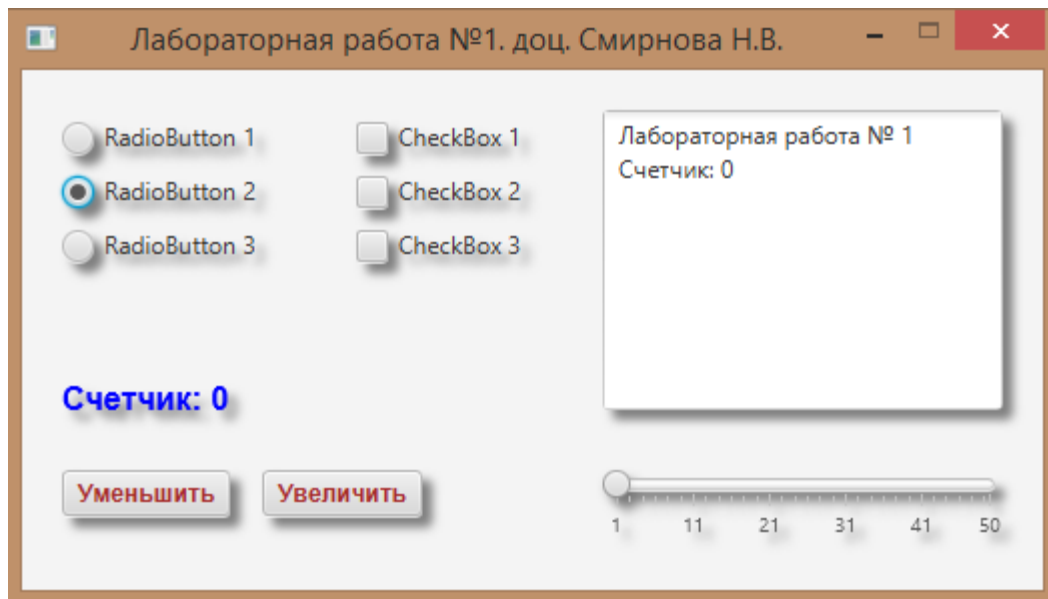 Лабораторная работа №1. доц. Смирнова Н.В.
RadioButton 1
RadioButton 2
RadioButton 3
CheckBox 1
CheckBox 2
CheckBox 3
Лабораторная работа № 1
Счетчик: 0
Счетчик: 0
Уменьшить Увеличить
1 11 21 31 41 50